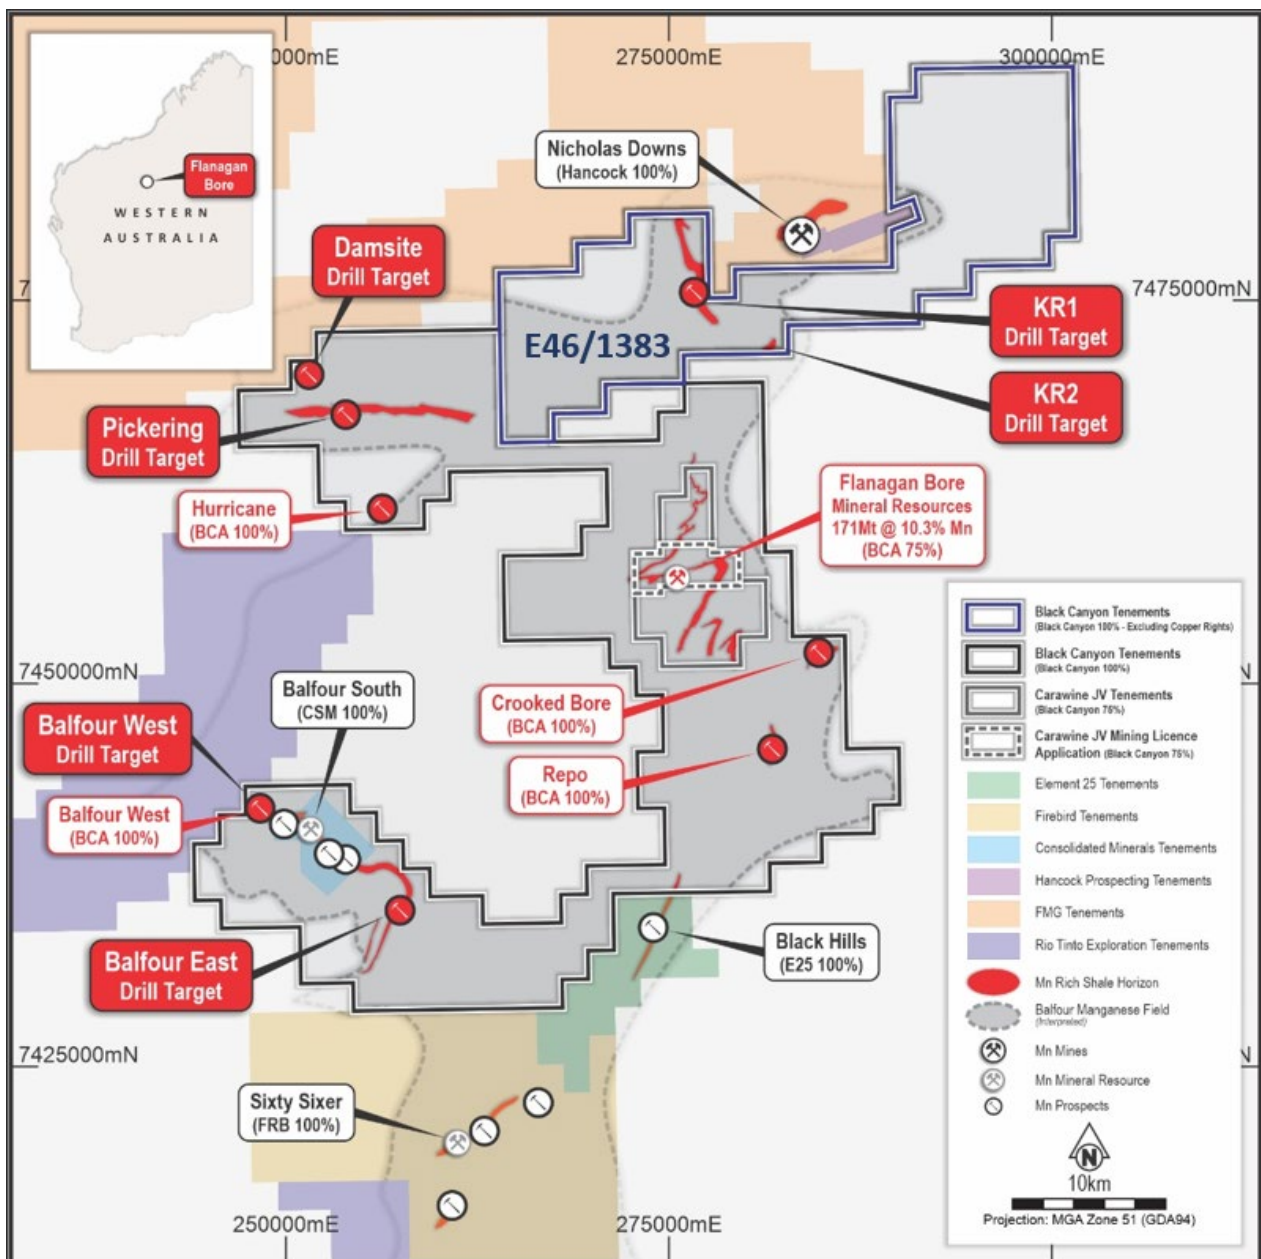 000mE
275000mE
300000mE
Flanagan
Bore
WESTERN
AUSTRALIA
Nicholas Downs
(Hancock 100%)
Damsite
Drill Target
7
7475000mN
KR1
Drill Target
E46/1383
KR2
Drill Target
Pickering
Drill Target
Hurricane
(BCA 100%)
Flanagan Bore
Mineral Resources
171Mt @ 10.3% Mn
(BCA 75%)
7450000mN
N
Balfour South
(CSM 100%)
Crooked Bore
(BCA 100%)
Balfour West
Drill Target
Repo
(BCA 100%)
Balfour West
(BCA 100%)
Black Hills
(E25 100%)
Balfour East
Drill Target
7425000mN
N
Sixty Sixer
(FRB 100%)
250000mE
275000mE
Black Canyon Tenements
(Black Canyon 100% - Excluding Copper Rights)
Black Canyon Tenements
(Black Canyon 100%)
Carawine JV Tenements
(Black Canyon 75%)
Carawine JV Mining Licence
Application (Black Canyon 75%)
Element 25 Tenements
Firebird Tenements
Consolidated Minerals Tenements
Hancock Prospecting Tenements
FMG Tenements
Rio Tinto Exploration Tenements
Mn Rich Shale Horizon
Balfour Manganese Field
(Interpreted)
Mn Mines
Mn Mineral Resource
Mn Prospects
N
10km
Projection: MGA Zone 51 (GDA94)